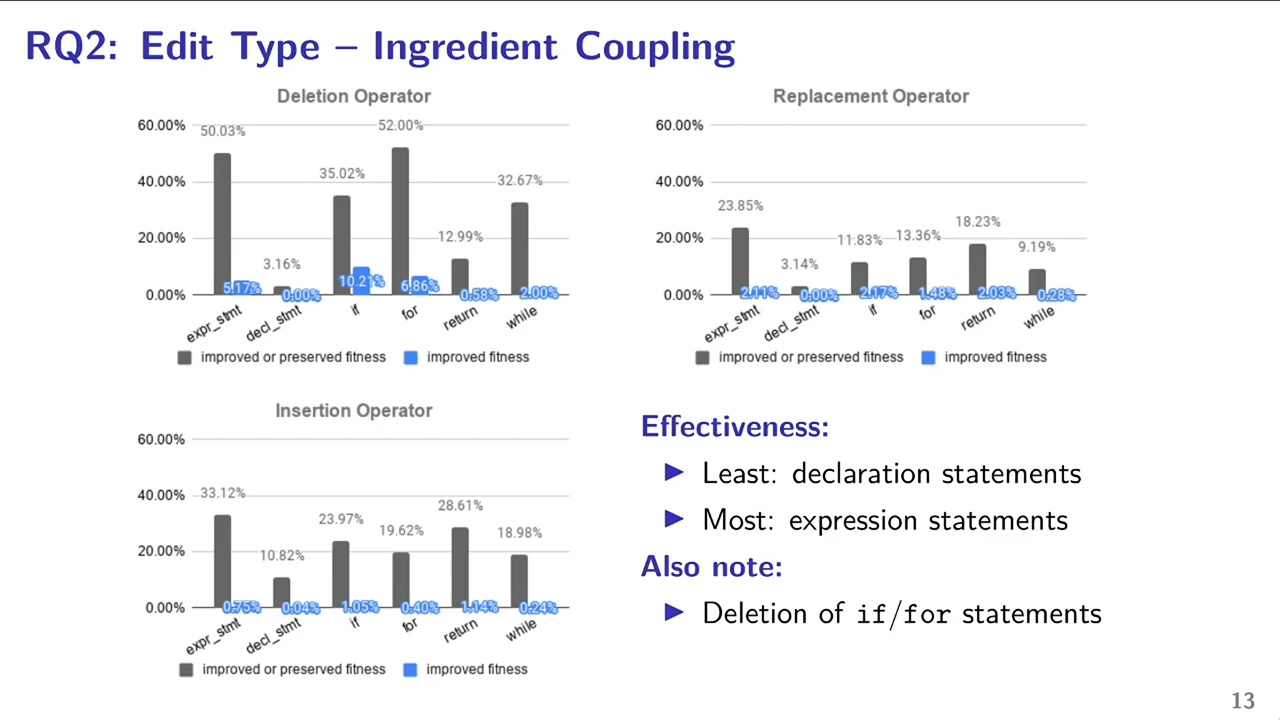 RQ2: Edit Type – Ingredient Coupling
Deletion Operator
60.00%
40.00%
20.00%
0.00%
50.03%
3.16%
35.02%
52.00%
12.99%
32.67%
5.17%
0.00%
10.21%
6.86%
0.58%
2.00%
expr_stmt
decl_stmt
if
for
return
while
improved or preserved fitness
improved fitness
Replacement Operator
60.00%
40.00%
20.00%
0.00%
23.85%
3.14%
11.83%
13.36%
18.23%
9.19%
2.11%
0.00%
2.17%
1.48%
2.03%
0.28%
expr_stmt
decl_stmt
if
for
return
while
improved or preserved fitness
improved fitness
Insertion Operator
60.00%
40.00%
20.00%
0.00%
33.12%
10.82%
23.97%
19.62%
28.61%
18.98%
0.75%
0.04%
1.05%
0.40%
1.14%
0.24%
expr_stmt
decl_stmt
if
for
return
while
improved or preserved fitness
improved fitness
Effectiveness:
Least: declaration statements
Most: expression statements
Also note:
Deletion of if/for statements
13